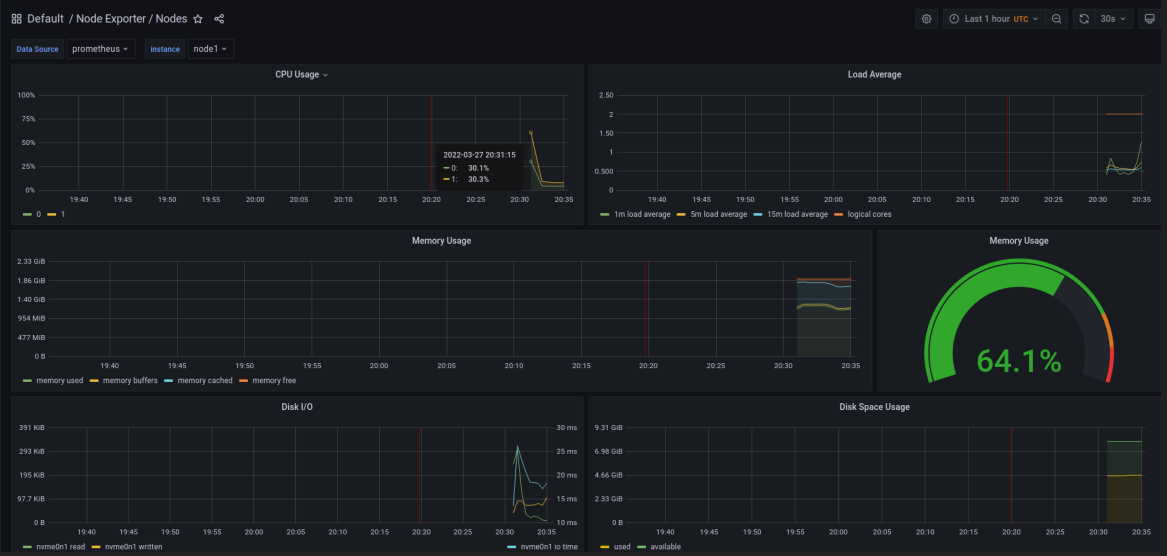 Default / Node Exporter / Nodes
Last 1 hour UTC 30s
Data Source prometheus instance node1
CPU Usage
100%
75%
50%
25%
0%
2022-03-27 20:31:15
0: 30.1%
1: 30.3%
19:40 19:45 19:50 19:55 20:00 20:05 20:10 20:15 20:20 20:25 20:30 20:35
0 1
Load Average
2.50
2
1.50
1
0.500
0
19:40 19:45 19:50 19:55 20:00 20:05 20:10 20:15 20:20 20:25 20:30 20:35
1m load average 5m load average 15m load average logical cores
Memory Usage
2.33 GiB
1.86 GiB
1.40 GiB
954 MiB
477 MiB
0 B
19:40 19:45 19:50 19:55 20:00 20:05 20:10 20:15 20:20 20:25 20:30 20:35
memory used memory buffers memory cached memory free
Memory Usage
64.1%
Disk I/O
391 KiB 30 ms
293 KiB 25 ms
195 KiB 20 ms
97.7 KiB 15 ms
0 B 10 ms
19:40 19:45 19:50 19:55 20:00 20:05 20:10 20:15 20:20 20:25 20:30 20:35
nvme0n1 read nvme0n1 written nvme0n1 io time
Disk Space Usage
9.31 GiB
6.98 GiB
4.66 GiB
2.33 GiB
0 B
19:40 19:45 19:50 19:55 20:00 20:05 20:10 20:15 20:20 20:25 20:30 20:35
used available